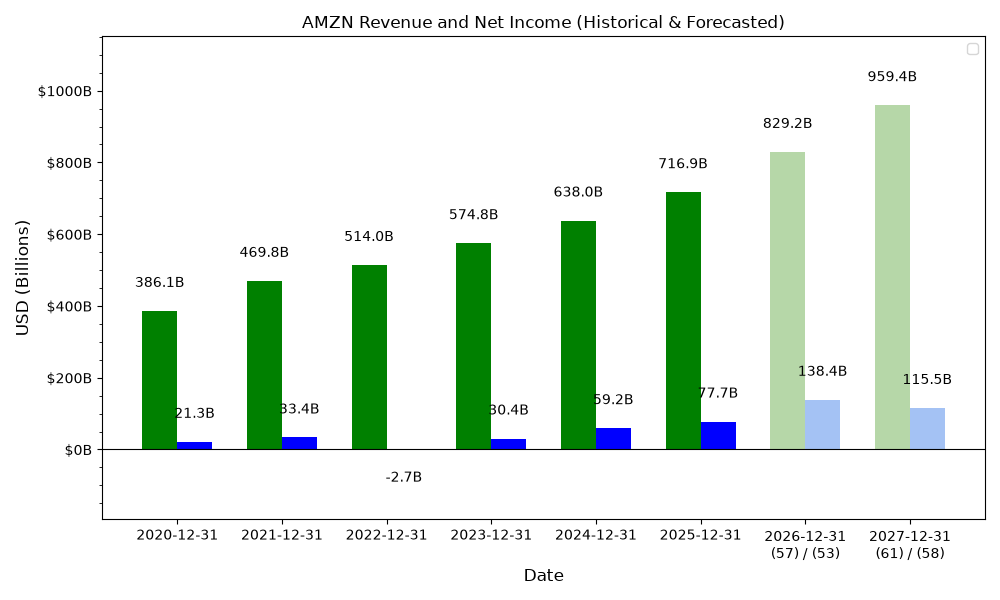 AMZN Revenue and Net Income (Historical & Forecasted)
USD (Billions)
$1000B
$800B
$600B
$400B
$200B
$0B
386.1B
21.3B
469.8B
33.4B
514.0B
-2.7B
574.8B
30.4B
638.0B
59.2B
716.9B
77.7B
829.2B
138.4B
959.4B
115.5B
2020-12-31
2021-12-31
2022-12-31
2023-12-31
2024-12-31
2025-12-31
2026-12-31
(57) / (53)
2027-12-31
(61) / (58)
Date